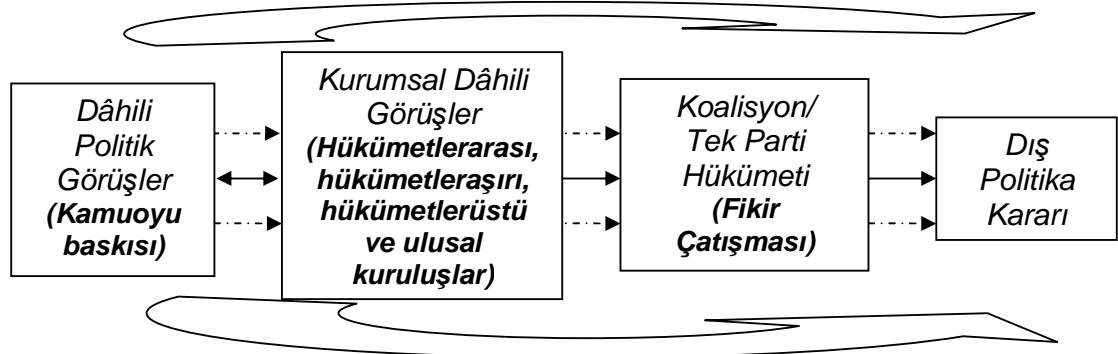 Dâhili
Politik
Görüşler
(Kamuoyu
baskısı)
Kurumsal Dâhili
Görüşler
(Hükümetlerarası,
hükümetleraşırı,
hükümetlerüstü
ve ulusal
kuruluşlar)
Koalisyon/
Tek Parti
Hükümeti
(Fikir
Çatışması)
Dış
Politika
Kararı